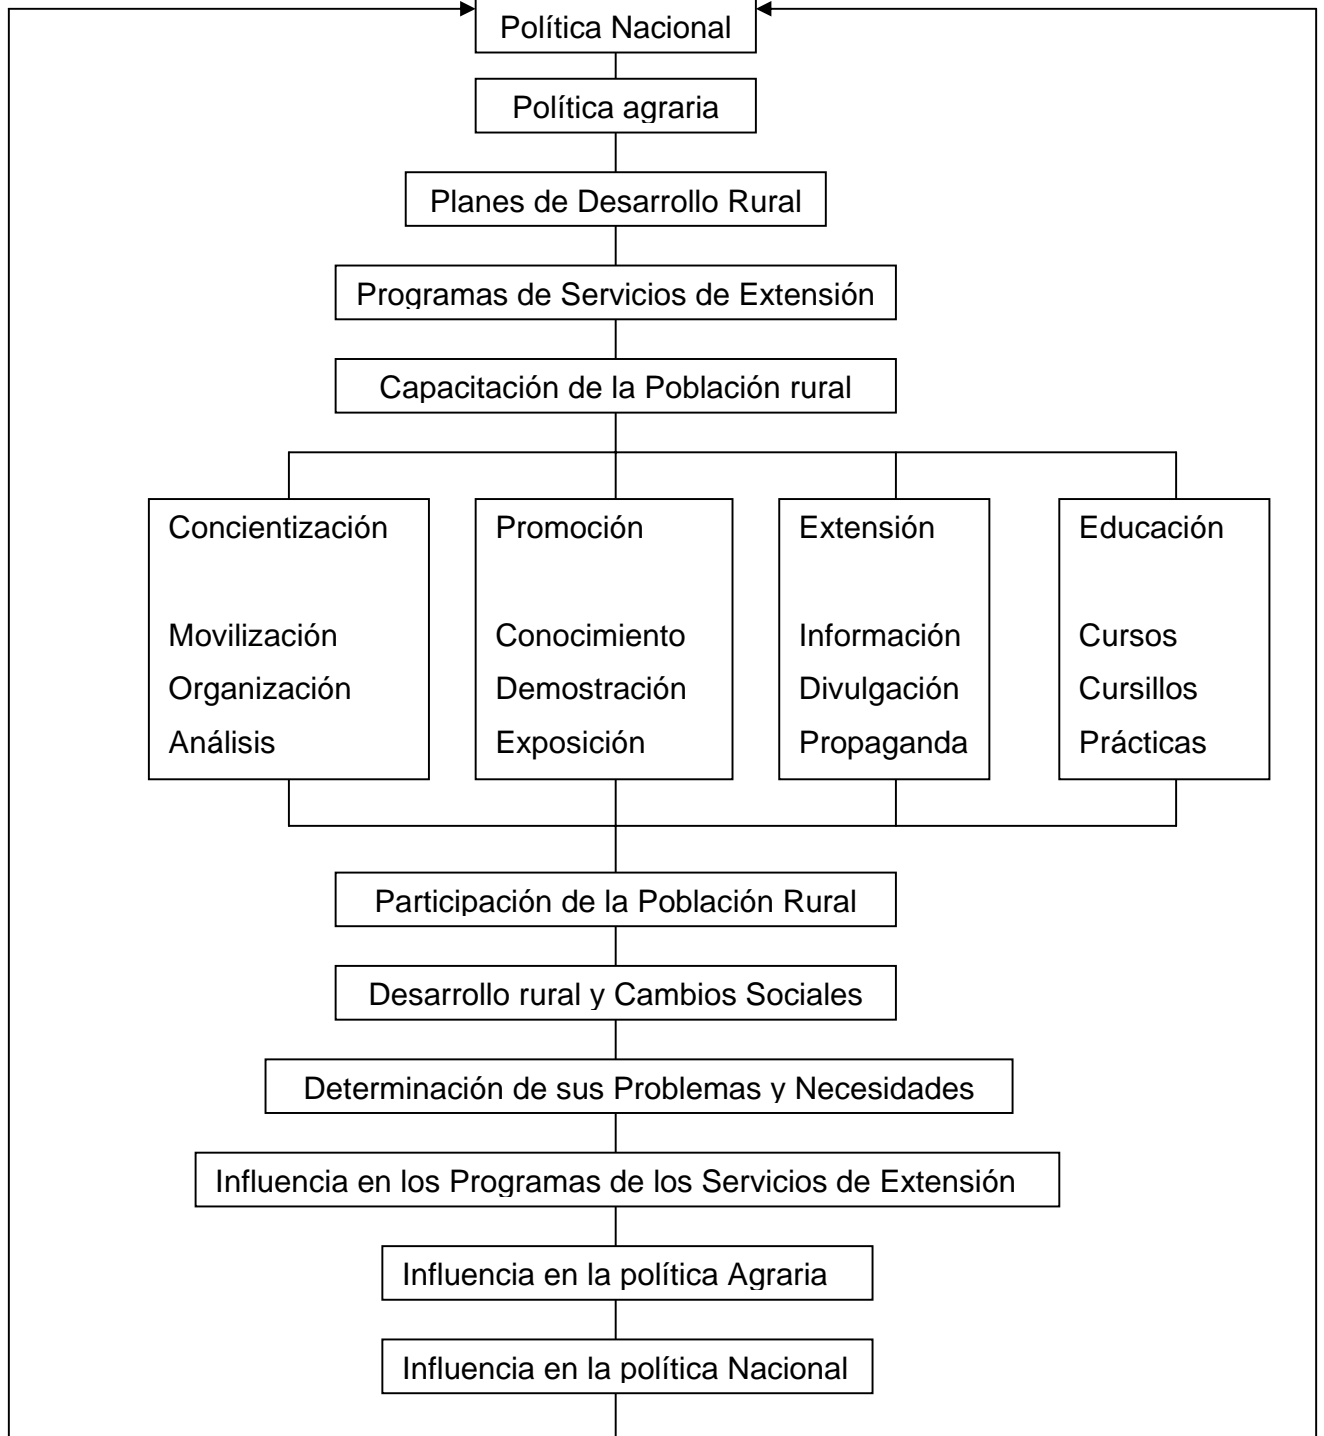 Política Nacional
Política agraria
Planes de Desarrollo Rural
Programas de Servicios de Extensión
Capacitación de la Población rural
Concientización
Movilización
Organización
Análisis
Promoción
Conocimiento
Demostración
Exposición
Extensión
Información
Divulgación
Propaganda
Educación
Cursos
Cursillos
Prácticas
Participación de la Población Rural
Desarrollo rural y Cambios Sociales
Determinación de sus Problemas y Necesidades
Influencia en los Programas de los Servicios de Extensión
Influencia en la política Agraria
Influencia en la política Nacional